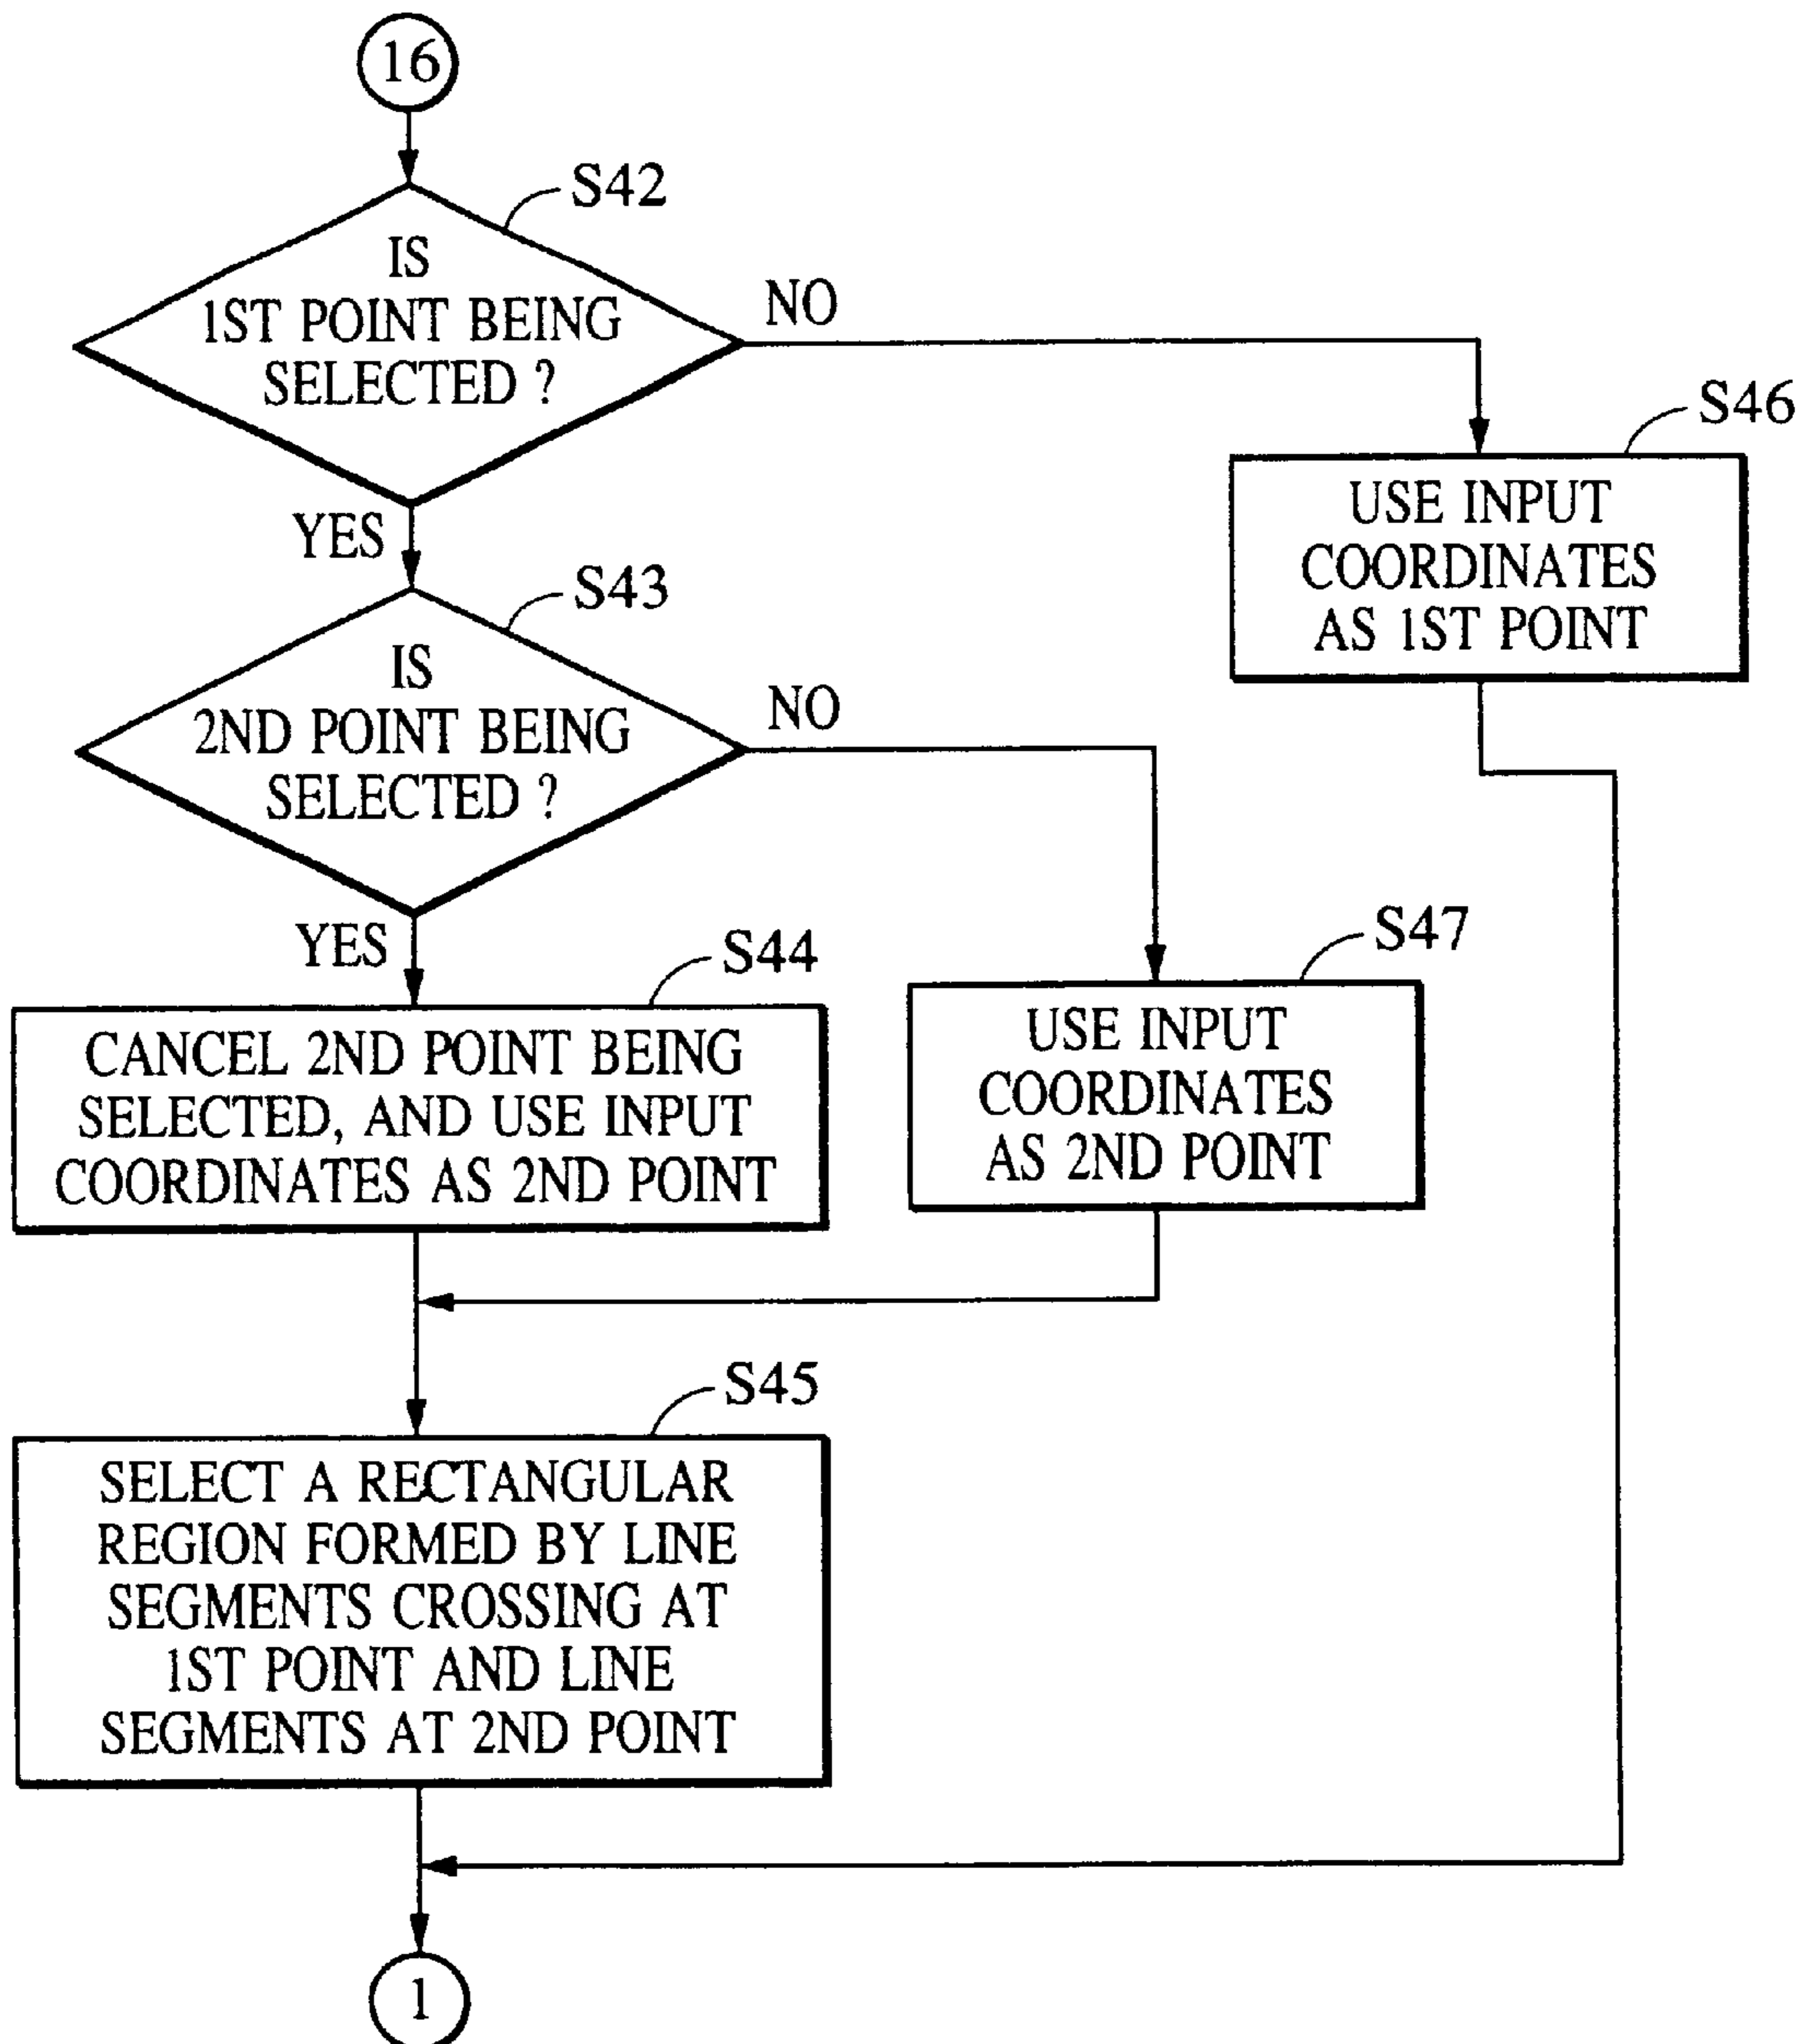 16
S42
IS
1ST POINT BEING
SELECTED ?
NO
YES
S46
USE INPUT
COORDINATES
AS 1ST POINT
S43
IS
2ND POINT BEING
SELECTED ?
NO
YES
S44
CANCEL 2ND POINT BEING
SELECTED, AND USE INPUT
COORDINATES AS 2ND POINT
S47
USE INPUT
COORDINATES
AS 2ND POINT
S45
SELECT A RECTANGULAR
REGION FORMED BY LINE
SEGMENTS CROSSING AT
1ST POINT AND LINE
SEGMENTS AT 2ND POINT
1